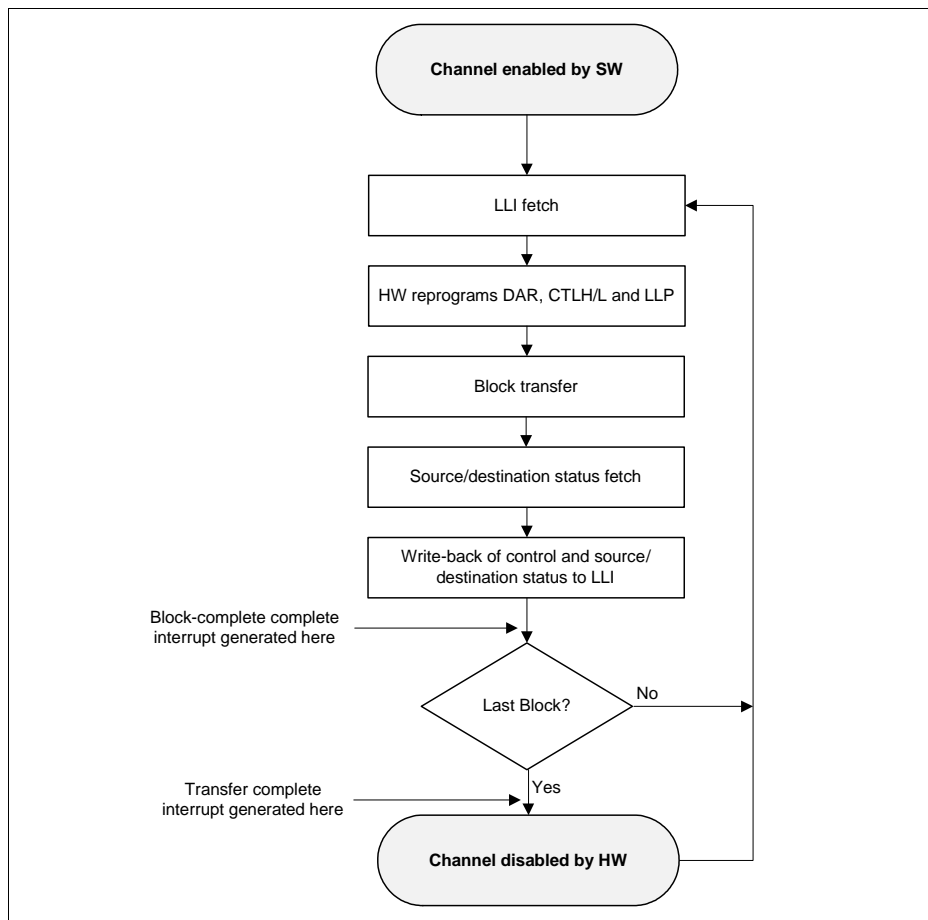 Channel enabled by SW
LLI fetch
HW reprograms DAR, CTLH/L and LLP
Block transfer
Source/destination status fetch
Write-back of control and source/
destination status to LLI
Block-complete complete
interrupt generated here
Last Block?
No
Yes
Transfer complete
interrupt generated here
Channel disabled by HW